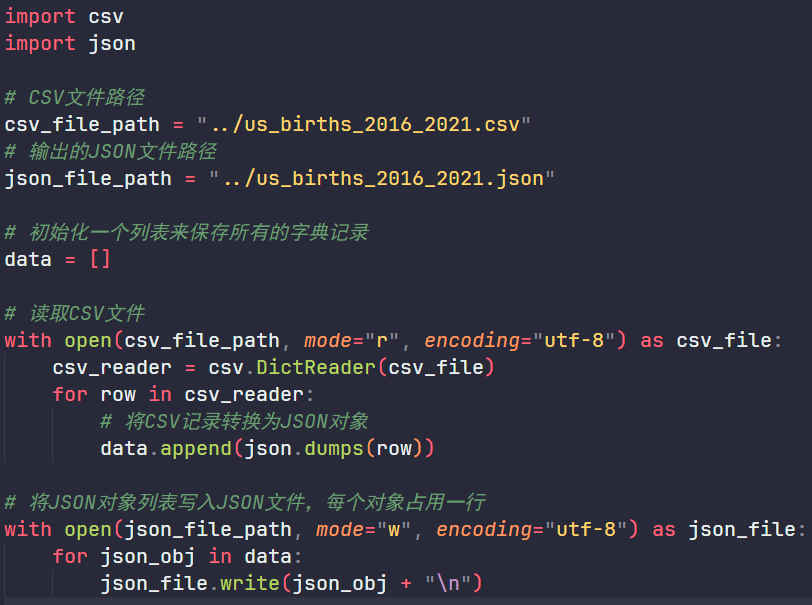 import csv
import json
# CSV文件路径
csv_file_path = "../us_births_2016_2021.csv"
# 输出的JSON文件路径
json_file_path = "../us_births_2016_2021.json"
# 初始化一个列表来保存所有的字典记录
data = []
# 读取CSV文件
with open(csv_file_path, mode="r", encoding="utf-8") as csv_file:
    csv_reader = csv.DictReader(csv_file)
    for row in csv_reader:
        # 将CSV记录转换为JSON对象
        data.append(json.dumps(row))
# 将JSON对象列表写入JSON文件，每个对象占用一行
with open(json_file_path, mode="w", encoding="utf-8") as json_file:
    for json_obj in data:
        json_file.write(json_obj + "\n")